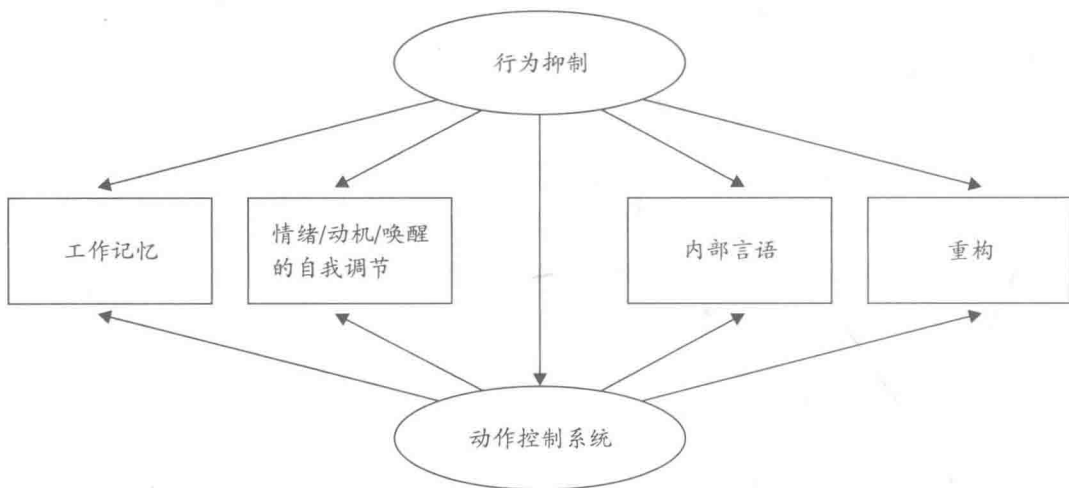 行为抑制
工作记忆
情绪/动机/唤醒
的自我调节
内部言语
重构
动作控制系统